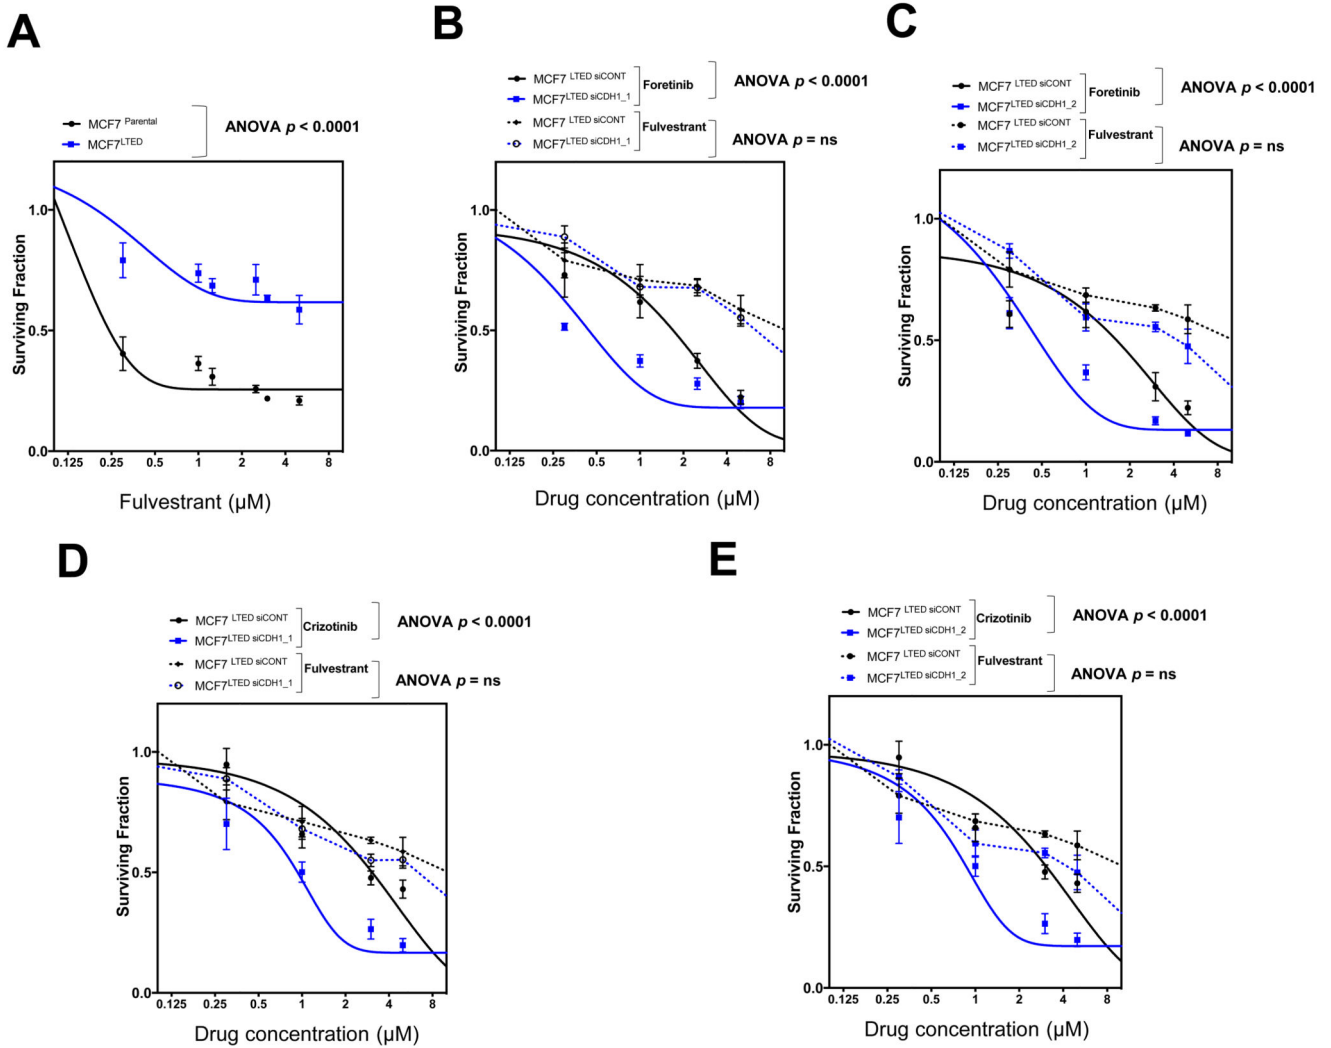 A
MCF7 Parental
MCF7LTED
ANOVA p < 0.0001
Surviving Fraction
1.0
0.5
0.0
0.125 0.25 0.5 1 2 4 8
Fulvestrant (μM)
B
MCF7 LTED siCONT
MCF7LTED siCDH1_1
Foretinib
ANOVA p < 0.0001
MCF7 LTED siCONT
MCF7LTED siCDH1_1
Fulvestrant
ANOVA p = ns
Surviving Fraction
1.0
0.5
0.0
0.125 0.25 0.5 1 2 4 8
Drug concentration (μM)
C
MCF7 LTED siCONT
MCF7LTED siCDH1_2
Foretinib
ANOVA p < 0.0001
MCF7 LTED siCONT
MCF7LTED siCDH1_2
Fulvestrant
ANOVA p = ns
Surviving Fraction
1.0
0.5
0.0
0.125 0.25 0.5 1 2 4 8
Drug concentration (μM)
D
MCF7 LTED siCONT
MCF7LTED siCDH1_1
Crizotinib
ANOVA p < 0.0001
MCF7 LTED siCONT
MCF7LTED siCDH1_1
Fulvestrant
ANOVA p = ns
Surviving Fraction
1.0
0.5
0.0
0.125 0.25 0.5 1 2 4 8
Drug concentration (μM)
E
MCF7 LTED siCONT
MCF7LTED siCDH1_2
Crizotinib
ANOVA p < 0.0001
MCF7 LTED siCONT
MCF7LTED siCDH1_2
Fulvestrant
ANOVA p = ns
Surviving Fraction
1.0
0.5
0.0
0.125 0.25 0.5 1 2 4 8
Drug concentration (μM)